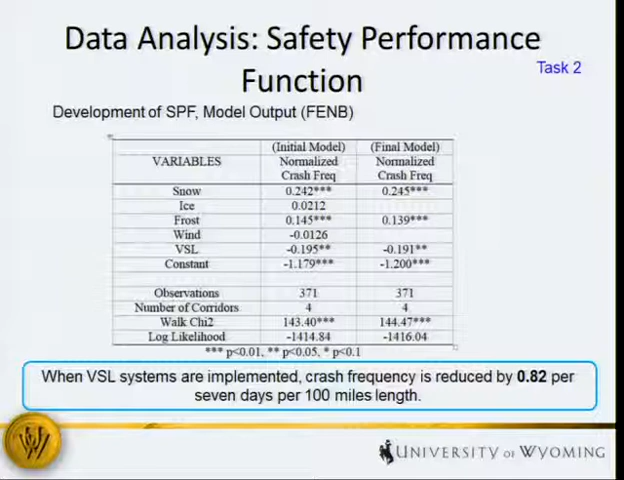 Data Analysis: Safety Performance
Function
Task 2
Development of SPF, Model Output (FENB)
(Initial Model) (Final Model)
VARIABLES Normalized Normalized
Crash Freq Crash Freq
Snow 0.242*** 0.245***
Ice 0.0212
Frost 0.145*** 0.139***
Wind -0.0126
VSL -0.195** -0.191**
Constant -1.179*** -1.200***
Observations 371 371
Number of Corridors 4 4
Walk Chi2 143.40*** 144.47***
Log Likelihood -1414.84 -1416.04
*** p<0.01, ** p<0.05, * p<0.1
When VSL systems are implemented, crash frequency is reduced by 0.82 per
seven days per 100 miles length.
UNIVERSITY OF WYOMING